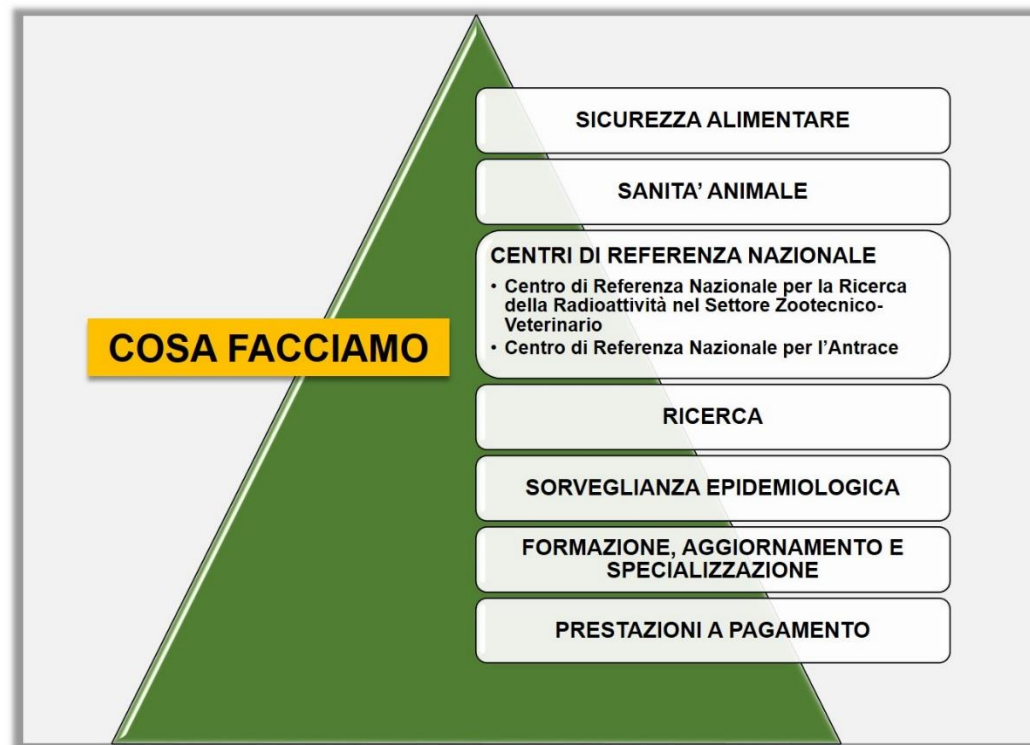 SICUREZZA ALIMENTARE
SANITA’ ANIMALE
CENTRI DI REFERENZA NAZIONALE
• Centro di Referenza Nazionale per la Ricerca
della Radioattività nel Settore Zootecnico-
Veterinario
• Centro di Referenza Nazionale per l’Antrace
COSA FACCIAMO
RICERCA
SORVEGLIANZA EPIDEMIOLOGICA
FORMAZIONE, AGGIORNAMENTO E
SPECIALIZZAZIONE
PRESTAZIONI A PAGAMENTO